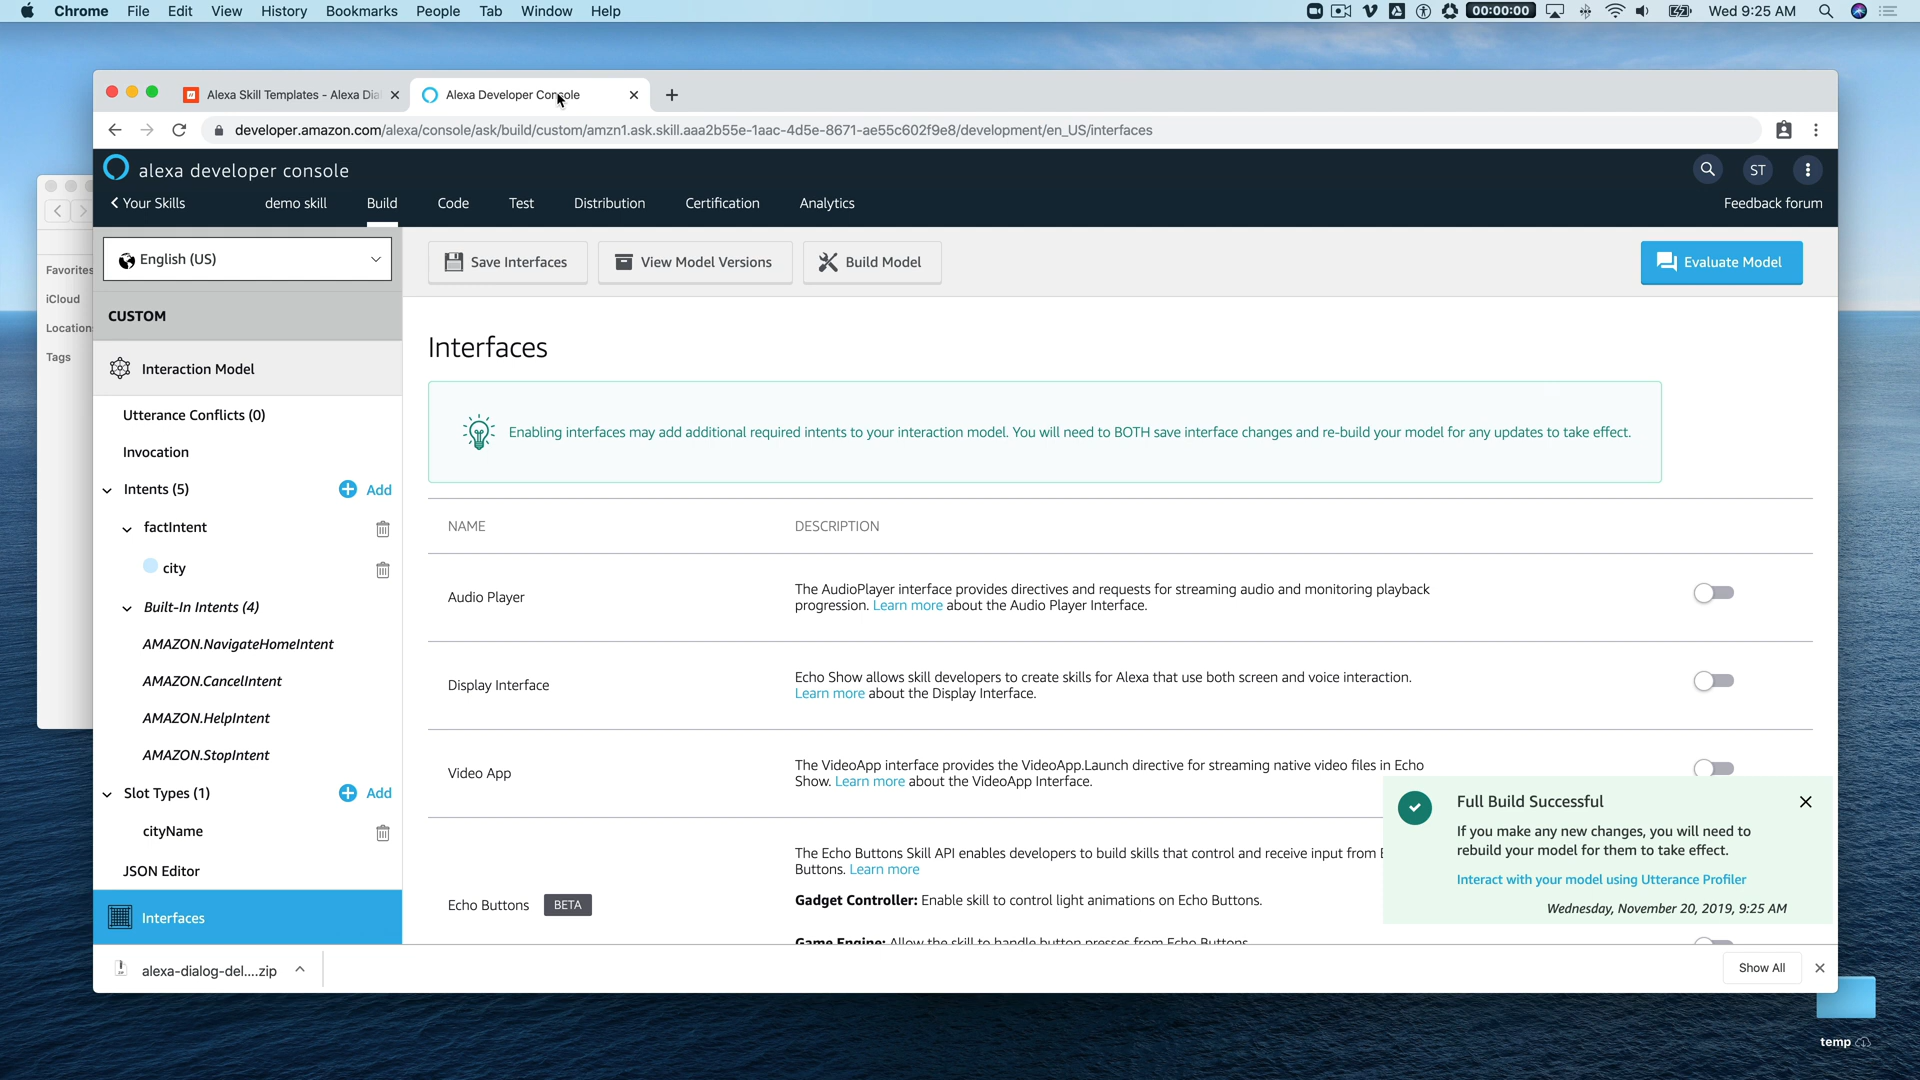 Chrome File Edit View History Bookmarks People Tab Window Help
00:00:00 Wed 9:25 AM
Alexa Skill Templates - Alexa Dia
Alexa Developer Console
developer.amazon.com/alexa/console/ask/build/custom/amzn1.ask.skill.aaa2b55e-1aac-4d5e-8671-ae55c602f9e8/development/en_US/interfaces
alexa developer console
ST
Your Skills demo skill Build Code Test Distribution Certification Analytics Feedback forum
Favorites
iCloud
Location
Tags
English (US)
Save Interfaces
View Model Versions
Build Model
Evaluate Model
CUSTOM
Interaction Model
Utterance Conflicts (0)
Invocation
Intents (5) Add
factIntent
city
Built-In Intents (4)
AMAZON.NavigateHomeIntent
AMAZON.CancelIntent
AMAZON.HelpIntent
AMAZON.StopIntent
Slot Types (1) Add
cityName
JSON Editor
Interfaces
Interfaces
Enabling interfaces may add additional required intents to your interaction model. You will need to BOTH save interface changes and re-build your model for any updates to take effect.
NAME DESCRIPTION
Audio Player
The AudioPlayer interface provides directives and requests for streaming audio and monitoring playback
progression. Learn more about the Audio Player Interface.
Display Interface
Echo Show allows skill developers to create skills for Alexa that use both screen and voice interaction.
Learn more about the Display Interface.
Video App
The VideoApp interface provides the VideoApp.Launch directive for streaming native video files in Echo
Show. Learn more about the VideoApp Interface.
Echo Buttons BETA
The Echo Buttons Skill API enables developers to build skills that control and receive input from
Buttons. Learn more
Gadget Controller: Enable skill to control light animations on Echo Buttons.
Game Engine: Allow the skill to handle button presses from Echo Buttons
Full Build Successful
If you make any new changes, you will need to
rebuild your model for them to take effect.
Interact with your model using Utterance Profiler
Wednesday, November 20, 2019, 9:25 AM
alexa-dialog-del....zip
Show All
temp